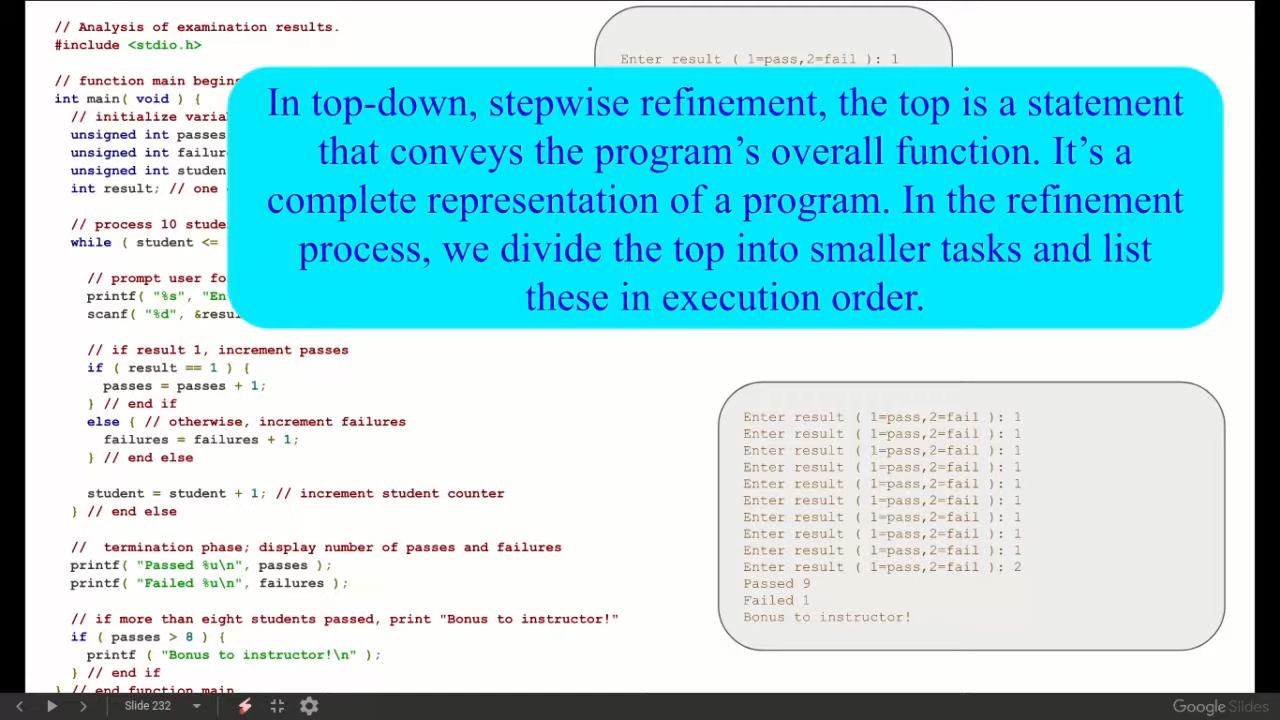 // Analysis of examination results.
#include <stdio.h>
// function main begins
int main( void ) {
// initialize
unsigned int passes
unsigned int
unsigned int
int result; // one
// process 10
while ( student <=
// prompt user
printf( "%s",
scanf( "%d",
// if result 1, increment passes
if ( result == 1 ) {
passes = passes + 1;
} // end if
else { // otherwise, increment failures
failures = failures + 1;
} // end else
student = student + 1; // increment student counter
} // end else
// termination phase; display number of passes and failures
printf( "Passed %u\n", passes );
printf( "Failed %u\n", failures );
// if more than eight students passed, print "Bonus to instructor!"
if ( passes > 8 ) {
printf ( "Bonus to instructor!\n" );
} // end if
} // end function main
Enter result ( 1=pass,2=fail ): 1
In top-down, stepwise refinement, the top is a statement
that conveys the program’s overall function. It’s a
complete representation of a program. In the refinement
process, we divide the top into smaller tasks and list
these in execution order.
Enter result ( 1=pass,2=fail ): 1
Enter result ( 1=pass,2=fail ): 1
Enter result ( 1=pass,2=fail ): 1
Enter result ( 1=pass,2=fail ): 1
Enter result ( 1=pass,2=fail ): 1
Enter result ( 1=pass,2=fail ): 1
Enter result ( 1=pass,2=fail ): 1
Enter result ( 1=pass,2=fail ): 1
Enter result ( 1=pass,2=fail ): 1
Enter result ( 1=pass,2=fail ): 2
Passed 9
Failed 1
Bonus to instructor!
Slide 232
Google Slides